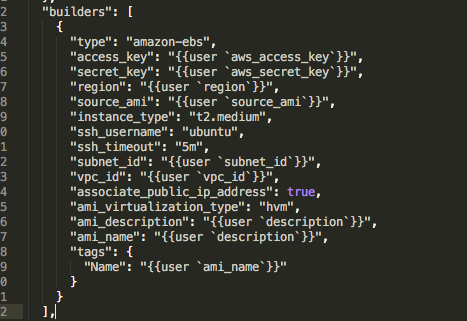 2 "builders": [
3 {
4 "type": "amazon-ebs",
5 "access_key": "{{user `aws_access_key`}}",
6 "secret_key": "{{user `aws_secret_key`}}",
7 "region": "{{user `region`}}",
8 "source_ami": "{{user `source_ami`}}",
9 "instance_type": "t2.medium",
0 "ssh_username": "ubuntu",
1 "ssh_timeout": "5m",
2 "subnet_id": "{{user `subnet_id`}}",
3 "vpc_id": "{{user `vpc_id`}}",
4 "associate_public_ip_address": true,
5 "ami_virtualization_type": "hvm",
6 "ami_description": "{{user `description`}}",
7 "ami_name": "{{user `description`}}",
8 "tags": {
9 "Name": "{{user `ami_name`}}"
0 }
1 }
2 ],